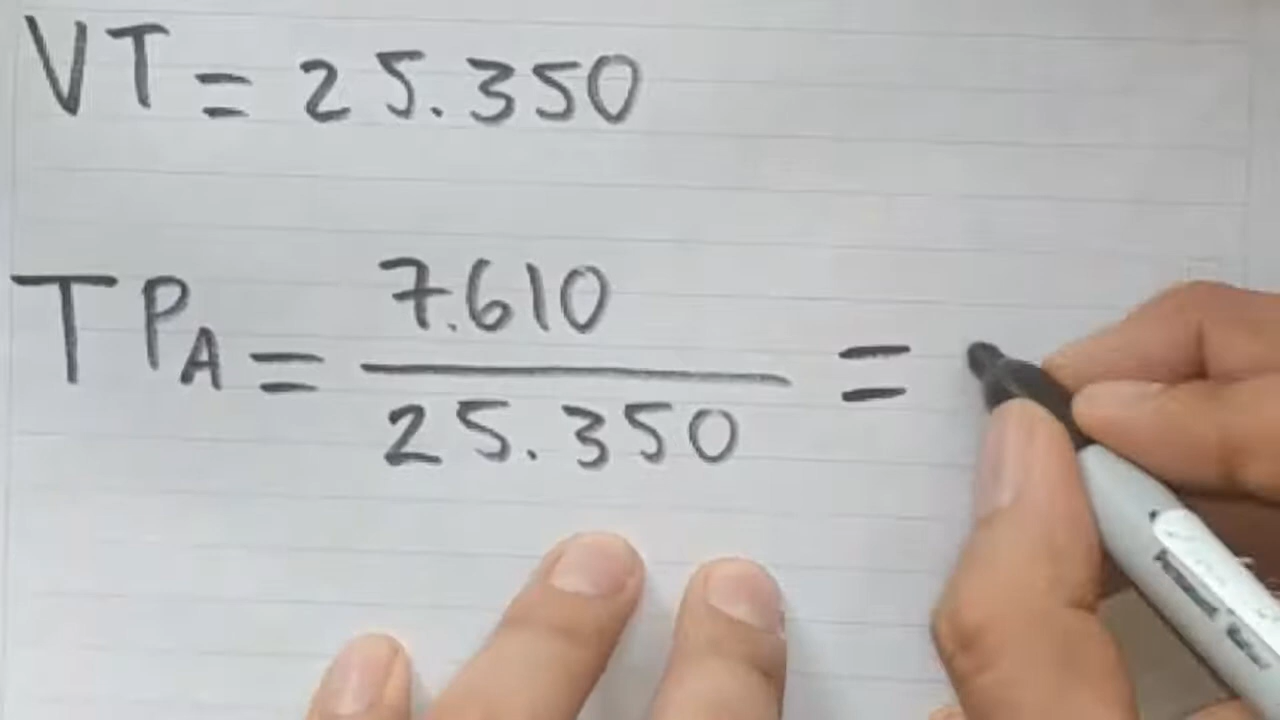 VT = 25.350
TPA = 7.610 =
25.350